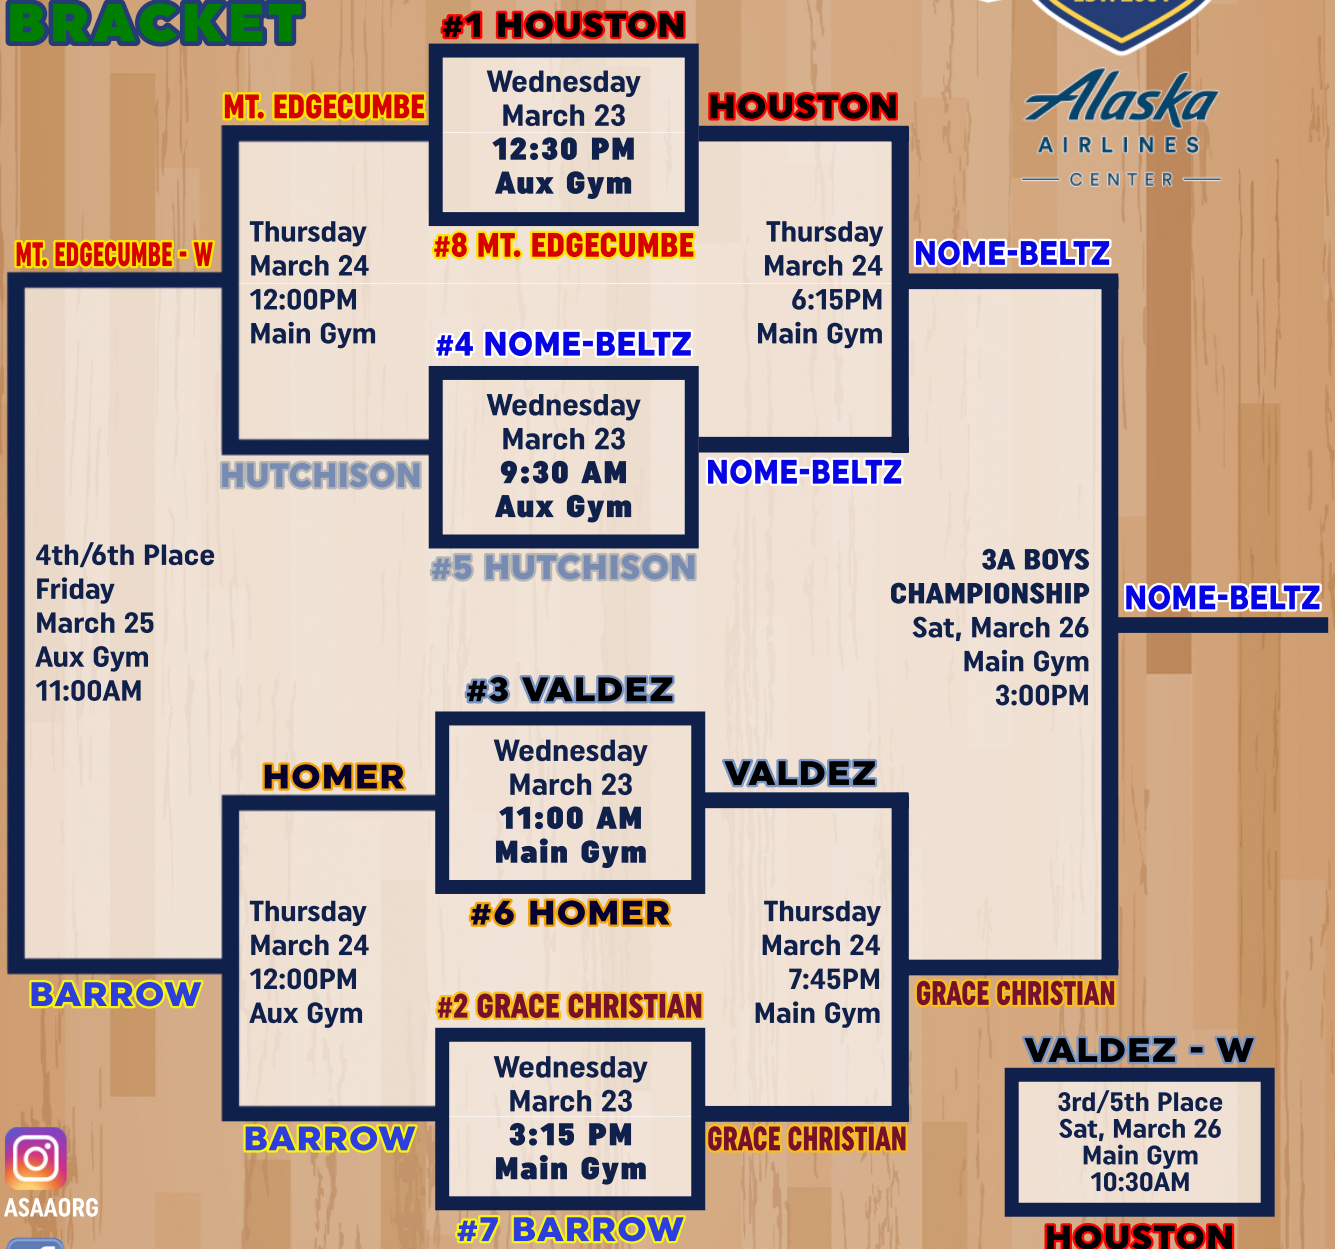 BRACKET
#1 HOUSTON
Wednesday
March 23
12:30 PM
Aux Gym
#8 MT. EDGECUMBE
MT. EDGECUMBE
Thursday
March 24
12:00PM
Main Gym
HUTCHISON
MT. EDGECUMBE - W
HOUSTON
Thursday
March 24
6:15PM
Main Gym
NOME-BELTZ
NOME-BELTZ
Alaska
AIRLINES
CENTER
#4 NOME-BELTZ
Wednesday
March 23
9:30 AM
Aux Gym
#5 HUTCHISON
4th/6th Place
Friday
March 25
Aux Gym
11:00AM
3A BOYS
CHAMPIONSHIP
Sat, March 26
Main Gym
3:00PM
NOME-BELTZ
#3 VALDEZ
Wednesday
March 23
11:00 AM
Main Gym
#6 HOMER
HOMER
Thursday
March 24
12:00PM
Aux Gym
BARROW
BARROW
VALDEZ
Thursday
March 24
7:45PM
Main Gym
GRACE CHRISTIAN
GRACE CHRISTIAN
#2 GRACE CHRISTIAN
Wednesday
March 23
3:15 PM
Main Gym
#7 BARROW
VALDEZ - W
3rd/5th Place
Sat, March 26
Main Gym
10:30AM
HOUSTON
ASAAORG